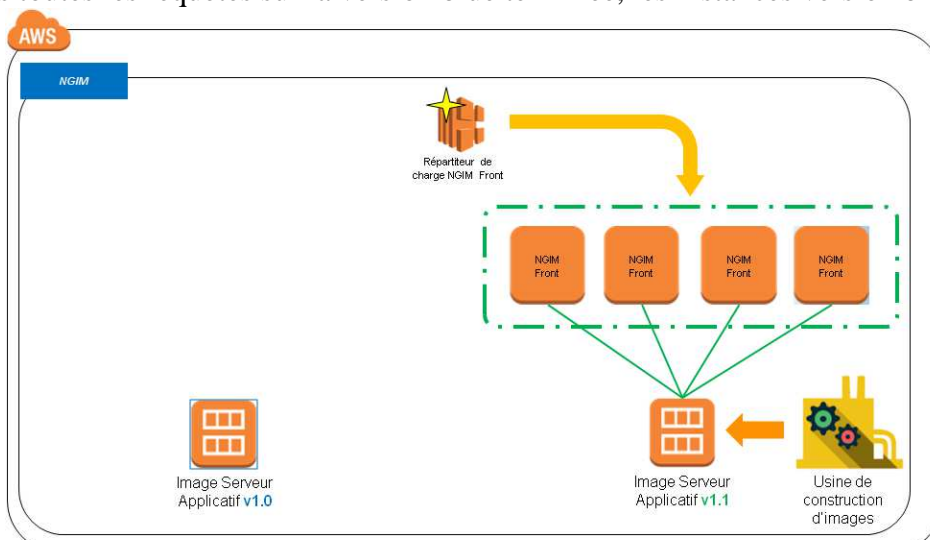 AWS
NGIM
Répartiteur de
charge NGIM Front
NGIM
Front
NGIM
Front
NGIM
Front
NGIM
Front
Image Serveur
Applicatif v1.0
Image Serveur
Applicatif v1.1
Usine de
construction
d'images